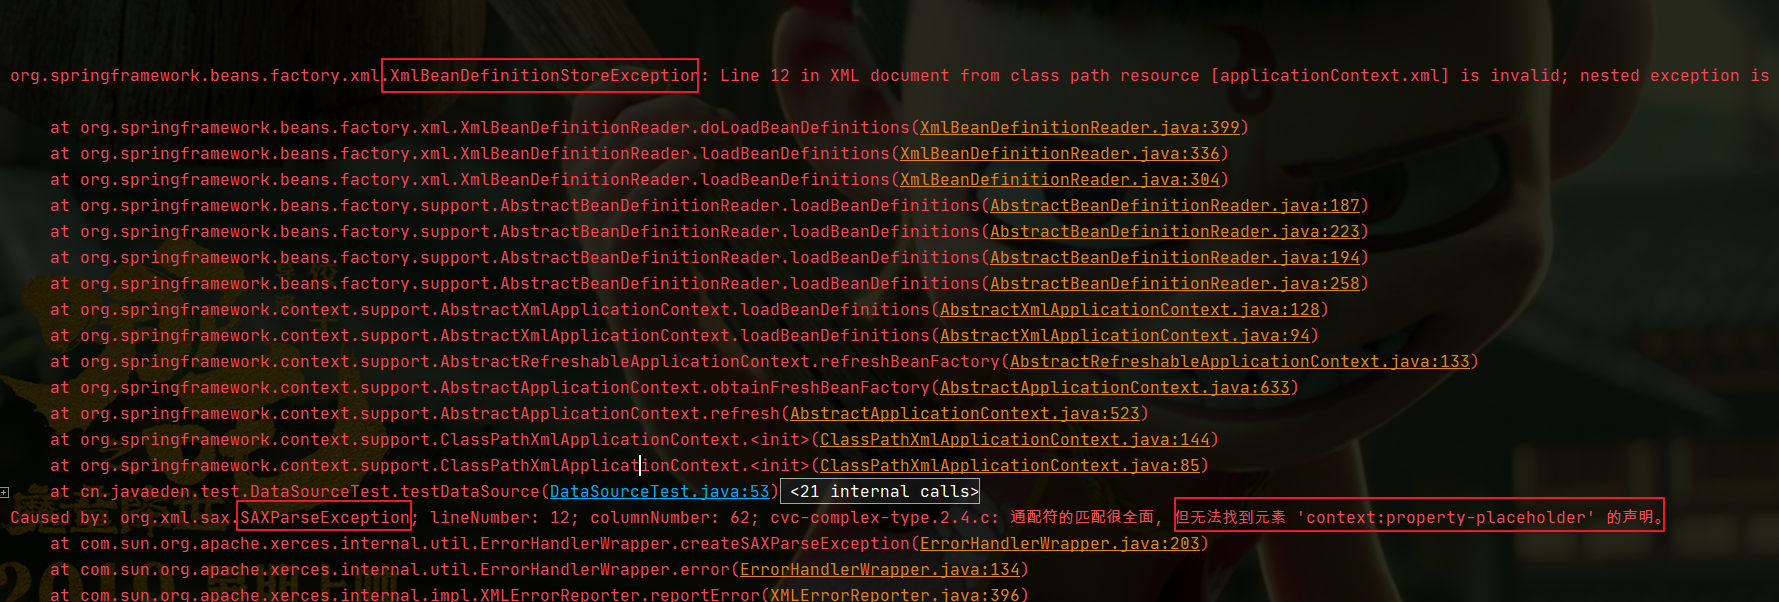 org.springframework.beans.factory.xml.XmlBeanDefinitionStoreException: Line 12 in XML document from class path resource [applicationContext.xml] is invalid; nested exception is
at org.springframework.beans.factory.xml.XmlBeanDefinitionReader.doLoadBeanDefinitions(XmlBeanDefinitionReader.java:399)
at org.springframework.beans.factory.xml.XmlBeanDefinitionReader.loadBeanDefinitions(XmlBeanDefinitionReader.java:336)
at org.springframework.beans.factory.xml.XmlBeanDefinitionReader.loadBeanDefinitions(XmlBeanDefinitionReader.java:304)
at org.springframework.beans.factory.support.AbstractBeanDefinitionReader.loadBeanDefinitions(AbstractBeanDefinitionReader.java:187)
at org.springframework.beans.factory.support.AbstractBeanDefinitionReader.loadBeanDefinitions(AbstractBeanDefinitionReader.java:223)
at org.springframework.beans.factory.support.AbstractBeanDefinitionReader.loadBeanDefinitions(AbstractBeanDefinitionReader.java:194)
at org.springframework.beans.factory.support.AbstractBeanDefinitionReader.loadBeanDefinitions(AbstractBeanDefinitionReader.java:258)
at org.springframework.context.support.AbstractXmlApplicationContext.loadBeanDefinitions(AbstractXmlApplicationContext.java:128)
at org.springframework.context.support.AbstractXmlApplicationContext.loadBeanDefinitions(AbstractXmlApplicationContext.java:94)
at org.springframework.context.support.AbstractRefreshableApplicationContext.refreshBeanFactory(AbstractRefreshableApplicationContext.java:133)
at org.springframework.context.support.AbstractApplicationContext.obtainFreshBeanFactory(AbstractApplicationContext.java:633)
at org.springframework.context.support.AbstractApplicationContext.refresh(AbstractApplicationContext.java:523)
at org.springframework.context.support.ClassPathXmlApplicationContext.<init>(ClassPathXmlApplicationContext.java:144)
at org.springframework.context.support.ClassPathXmlApplicationContext.<init>(ClassPathXmlApplicationContext.java:85)
at cn.javaeden.test.DataSourceTest.testDataSource(DataSourceTest.java:53) <21 internal calls>
Caused by: org.xml.sax.SAXParseException; lineNumber: 12; columnNumber: 62; cvc-complex-type.2.4.c: 通配符的匹配很全面, 但无法找到元素 'context:property-placeholder' 的声明。
at com.sun.org.apache.xerces.internal.util.ErrorHandlerWrapper.createSAXParseException(ErrorHandlerWrapper.java:203)
at com.sun.org.apache.xerces.internal.util.ErrorHandlerWrapper.error(ErrorHandlerWrapper.java:134)
at com.sun.org.apache.xerces.internal.impl.XMLErrorReporter.reportError(XMLErrorReporter.java:396)